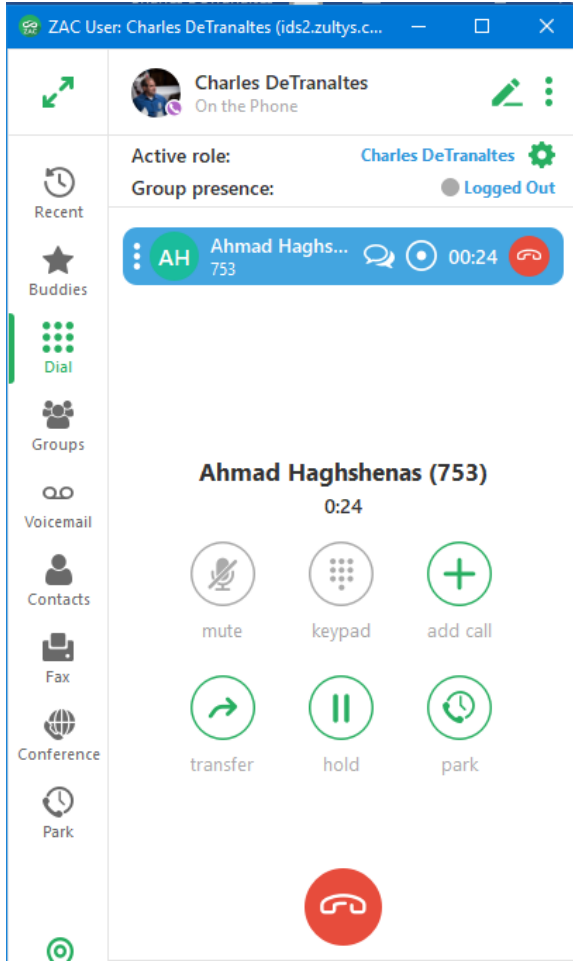 ZAC User: Charles DeTranaltes (ids2.zultys.c...
Charles DeTranaltes
On the Phone
Active role: Charles DeTranaltes
Group presence: Logged Out
Recent
Buddies
Dial
Groups
Voicemail
Contacts
Fax
Conference
Park
AH Ahmad Haghs... 00:24
753
Ahmad Haghshenas (753)
0:24
mute keypad add call
transfer hold park